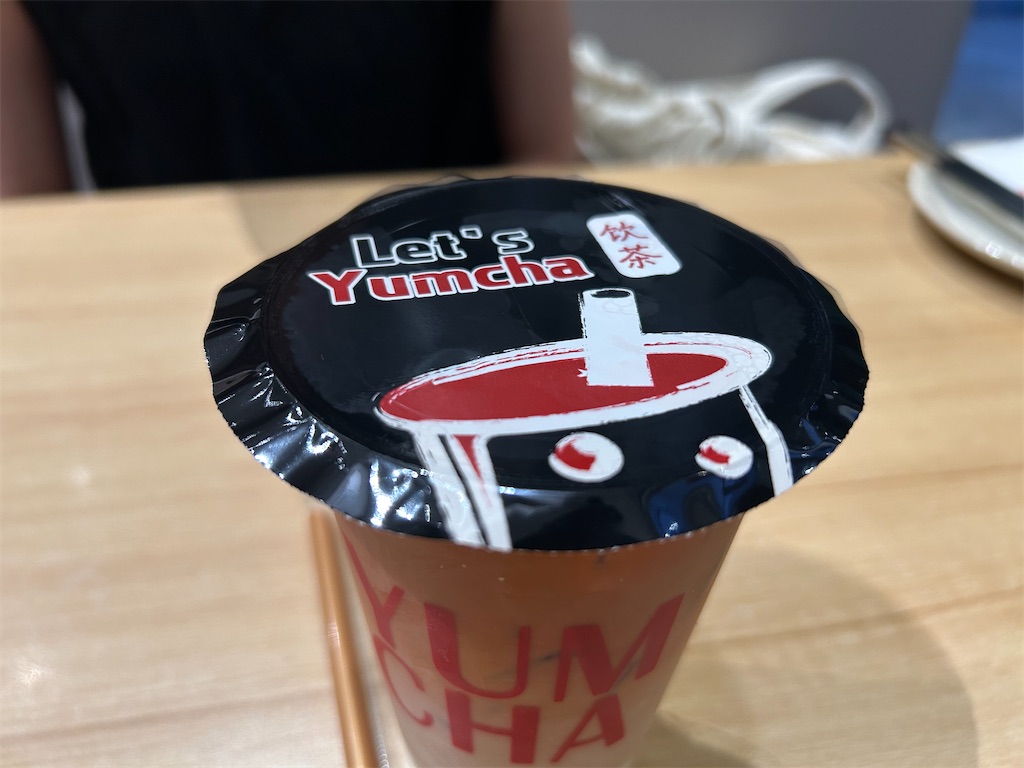 Let's
Yumcha
饮
茶
YUM
CHA